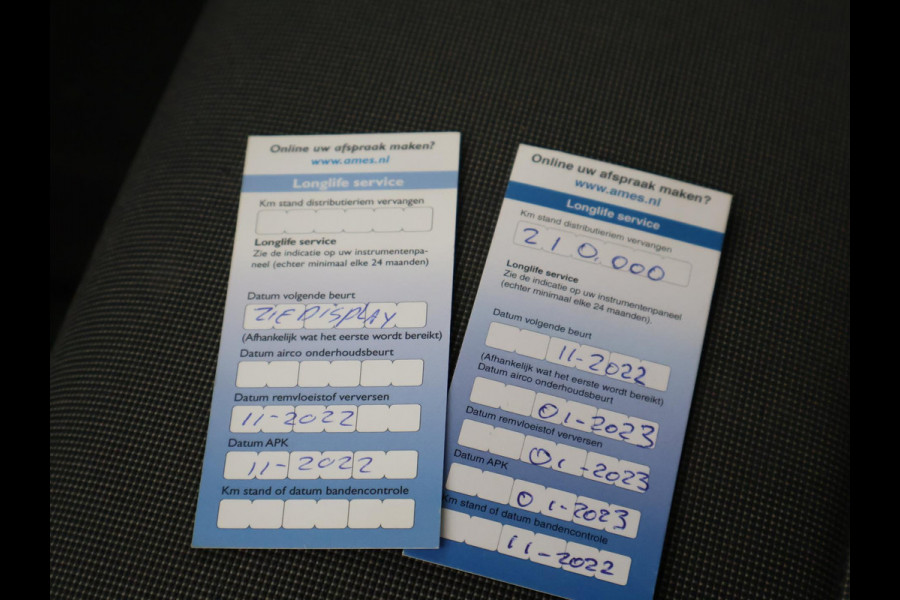 Online uw afspraak maken?
www.ames.nl
Longlife service
Km stand distributieriem vervangen
Longlife service
Zie de indicatie op uw instrumentenpa-
neel (echter minimaal elke 24 maanden)
Datum volgende beurt
ZIE DISPLAY
(Afhankelijk wat het eerste wordt bereikt)
Datum airco onderhoudsbeurt
Datum remvloeistof verversen
11-2022
Datum APK
11-2022
Km stand of datum bandencontrole
Online uw afspraak maken?
www.ames.nl
Longlife service
Km stand distributieriem vervangen
210.000
Longlife service
Zie de indicatie op uw instrumentenpaneel
(echter minimaal elke 24 maanden).
Datum volgende beurt
11-2022
(Afhankelijk wat het eerste wordt bereikt)
Datum airco onderhoudsbeurt
01-2023
Datum remvloeistof verversen
01-2023
Datum APK
01-2023
Km stand of datum bandencontrole
11-2022